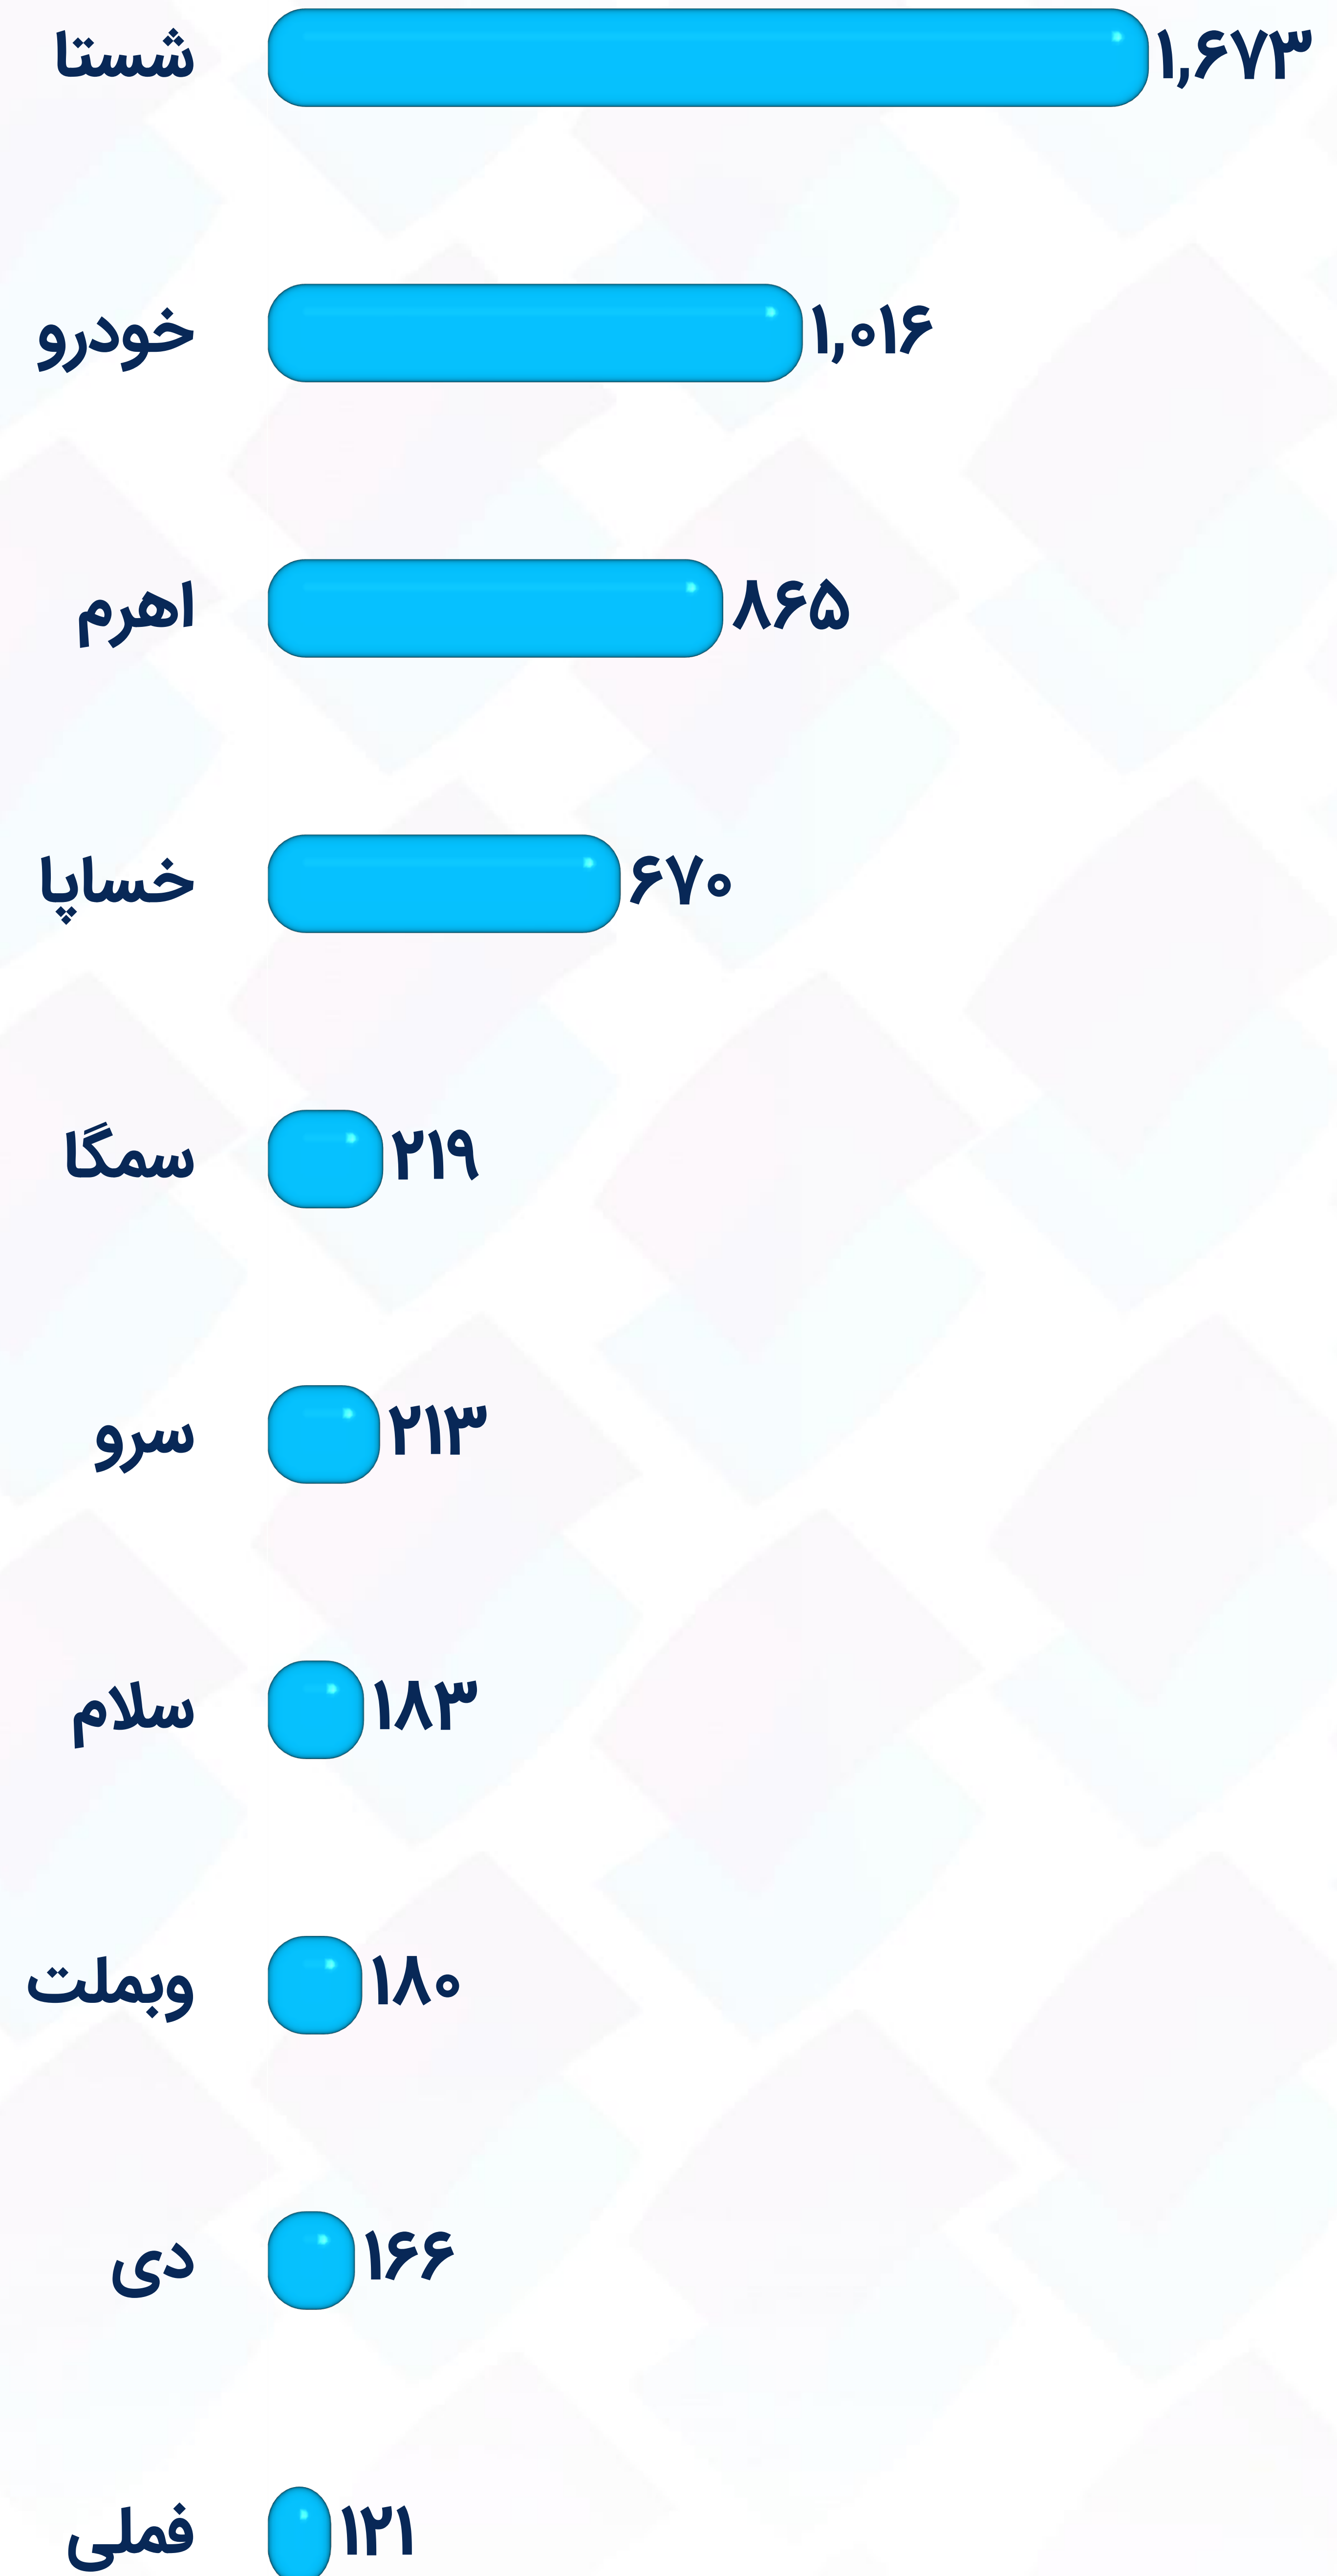 شستا ۱,۶۷۳
خودرو ۱,۰۱۶
اهرم ۸۶۵
خساپا ۶۷۰
سمگا ۲۱۹
سرو ۲۱۳
سلام ۱۸۳
وبملت ۱۸۰
دی ۱۶۶
فملی ۱۲۱